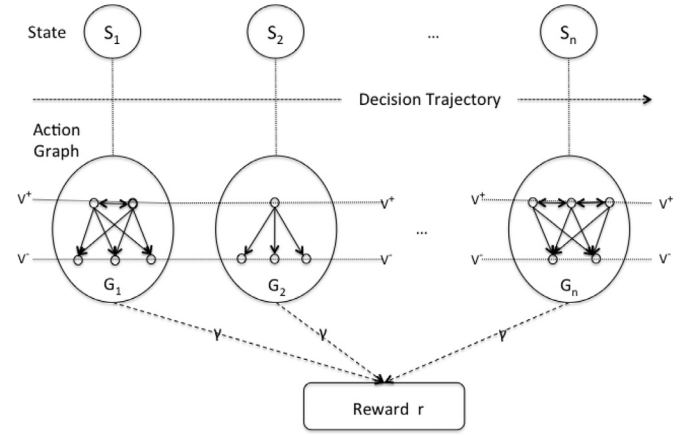 State S1 S2 ... Sn
Decision Trajectory
Action
Graph
V+ V+ V+ V+
...
V- V- V- V-
G1 G2 Gn
γ γ γ
Reward r